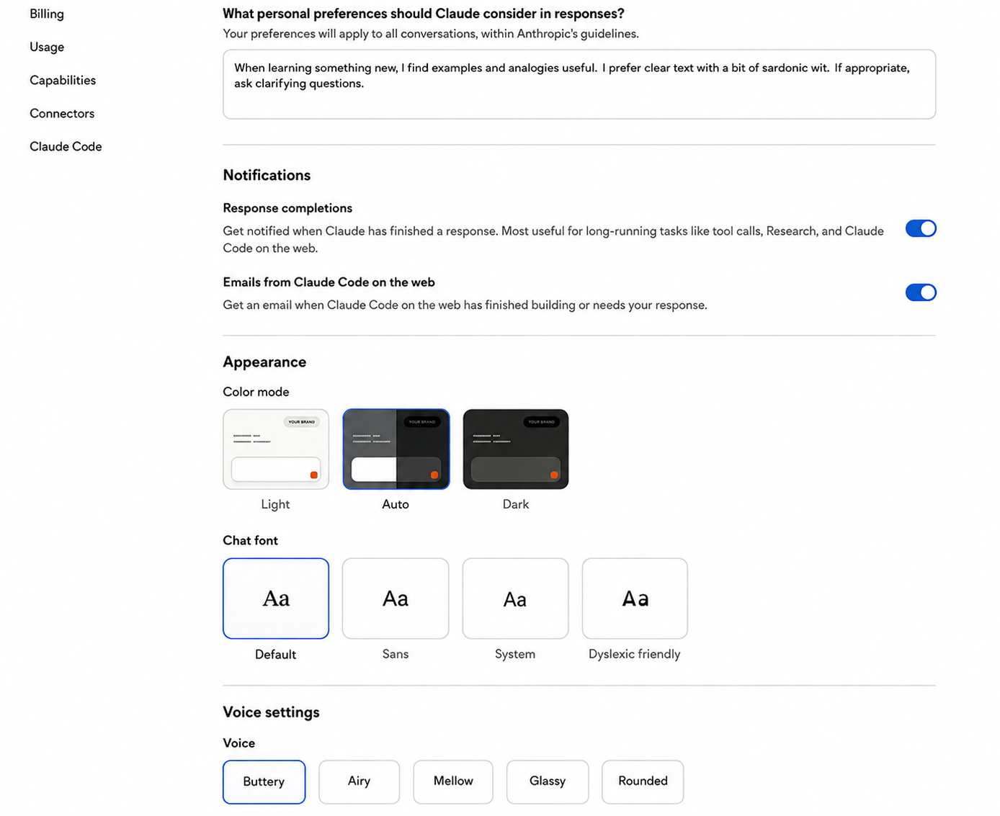 Billing
Usage
Capabilities
Connectors
Claude Code
What personal preferences should Claude consider in responses?
Your preferences will apply to all conversations, within Anthropic's guidelines.
When learning something new, I find examples and analogies useful. I prefer clear text with a bit of sardonic wit. If appropriate,
ask clarifying questions.
Notifications
Response completions
Get notified when Claude has finished a response. Most useful for long-running tasks like tool calls, Research, and Claude
Code on the web.
Emails from Claude Code on the web
Get an email when Claude Code on the web has finished building or needs your response.
Appearance
Color mode
YOUR BRAND
YOUR BRAND
YOUR BRAND
Light
Auto
Dark
Chat font
Aa
Aa
Aa
Aa
Default
Sans
System
Dyslexic friendly
Voice settings
Voice
Buttery
Airy
Mellow
Glassy
Rounded